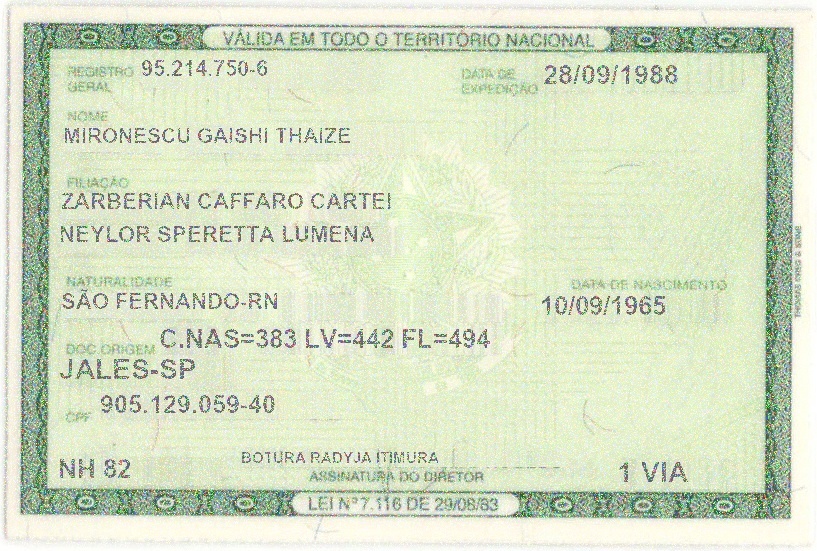 VÁLIDA EM TODO O TERRITÓRIO NACIONAL
REGISTRO GERAL 95.214.750-6 DATA DE EXPEDIÇÃO 28/09/1988
NOME
MIRONESCU GAISHI THAIZE
FILIAÇÃO
ZARBERIAN CAFFARO CARTEI
NEYLOR SPERETTA LUMENA
NATURALIDADE DATA DE NASCIMENTO
SÃO FERNANDO-RN 10/09/1965
DOC ORIGEM C.NAS=383 LV=442 FL=494
JALES-SP
CPF 905.129.059-40
BOTURA RADYJA ITIMURA
NH 82 ASSINATURA DO DIRETOR 1 VIA
LEI Nº 7.116 DE 29/08/83
THOMAS GREG & SONS